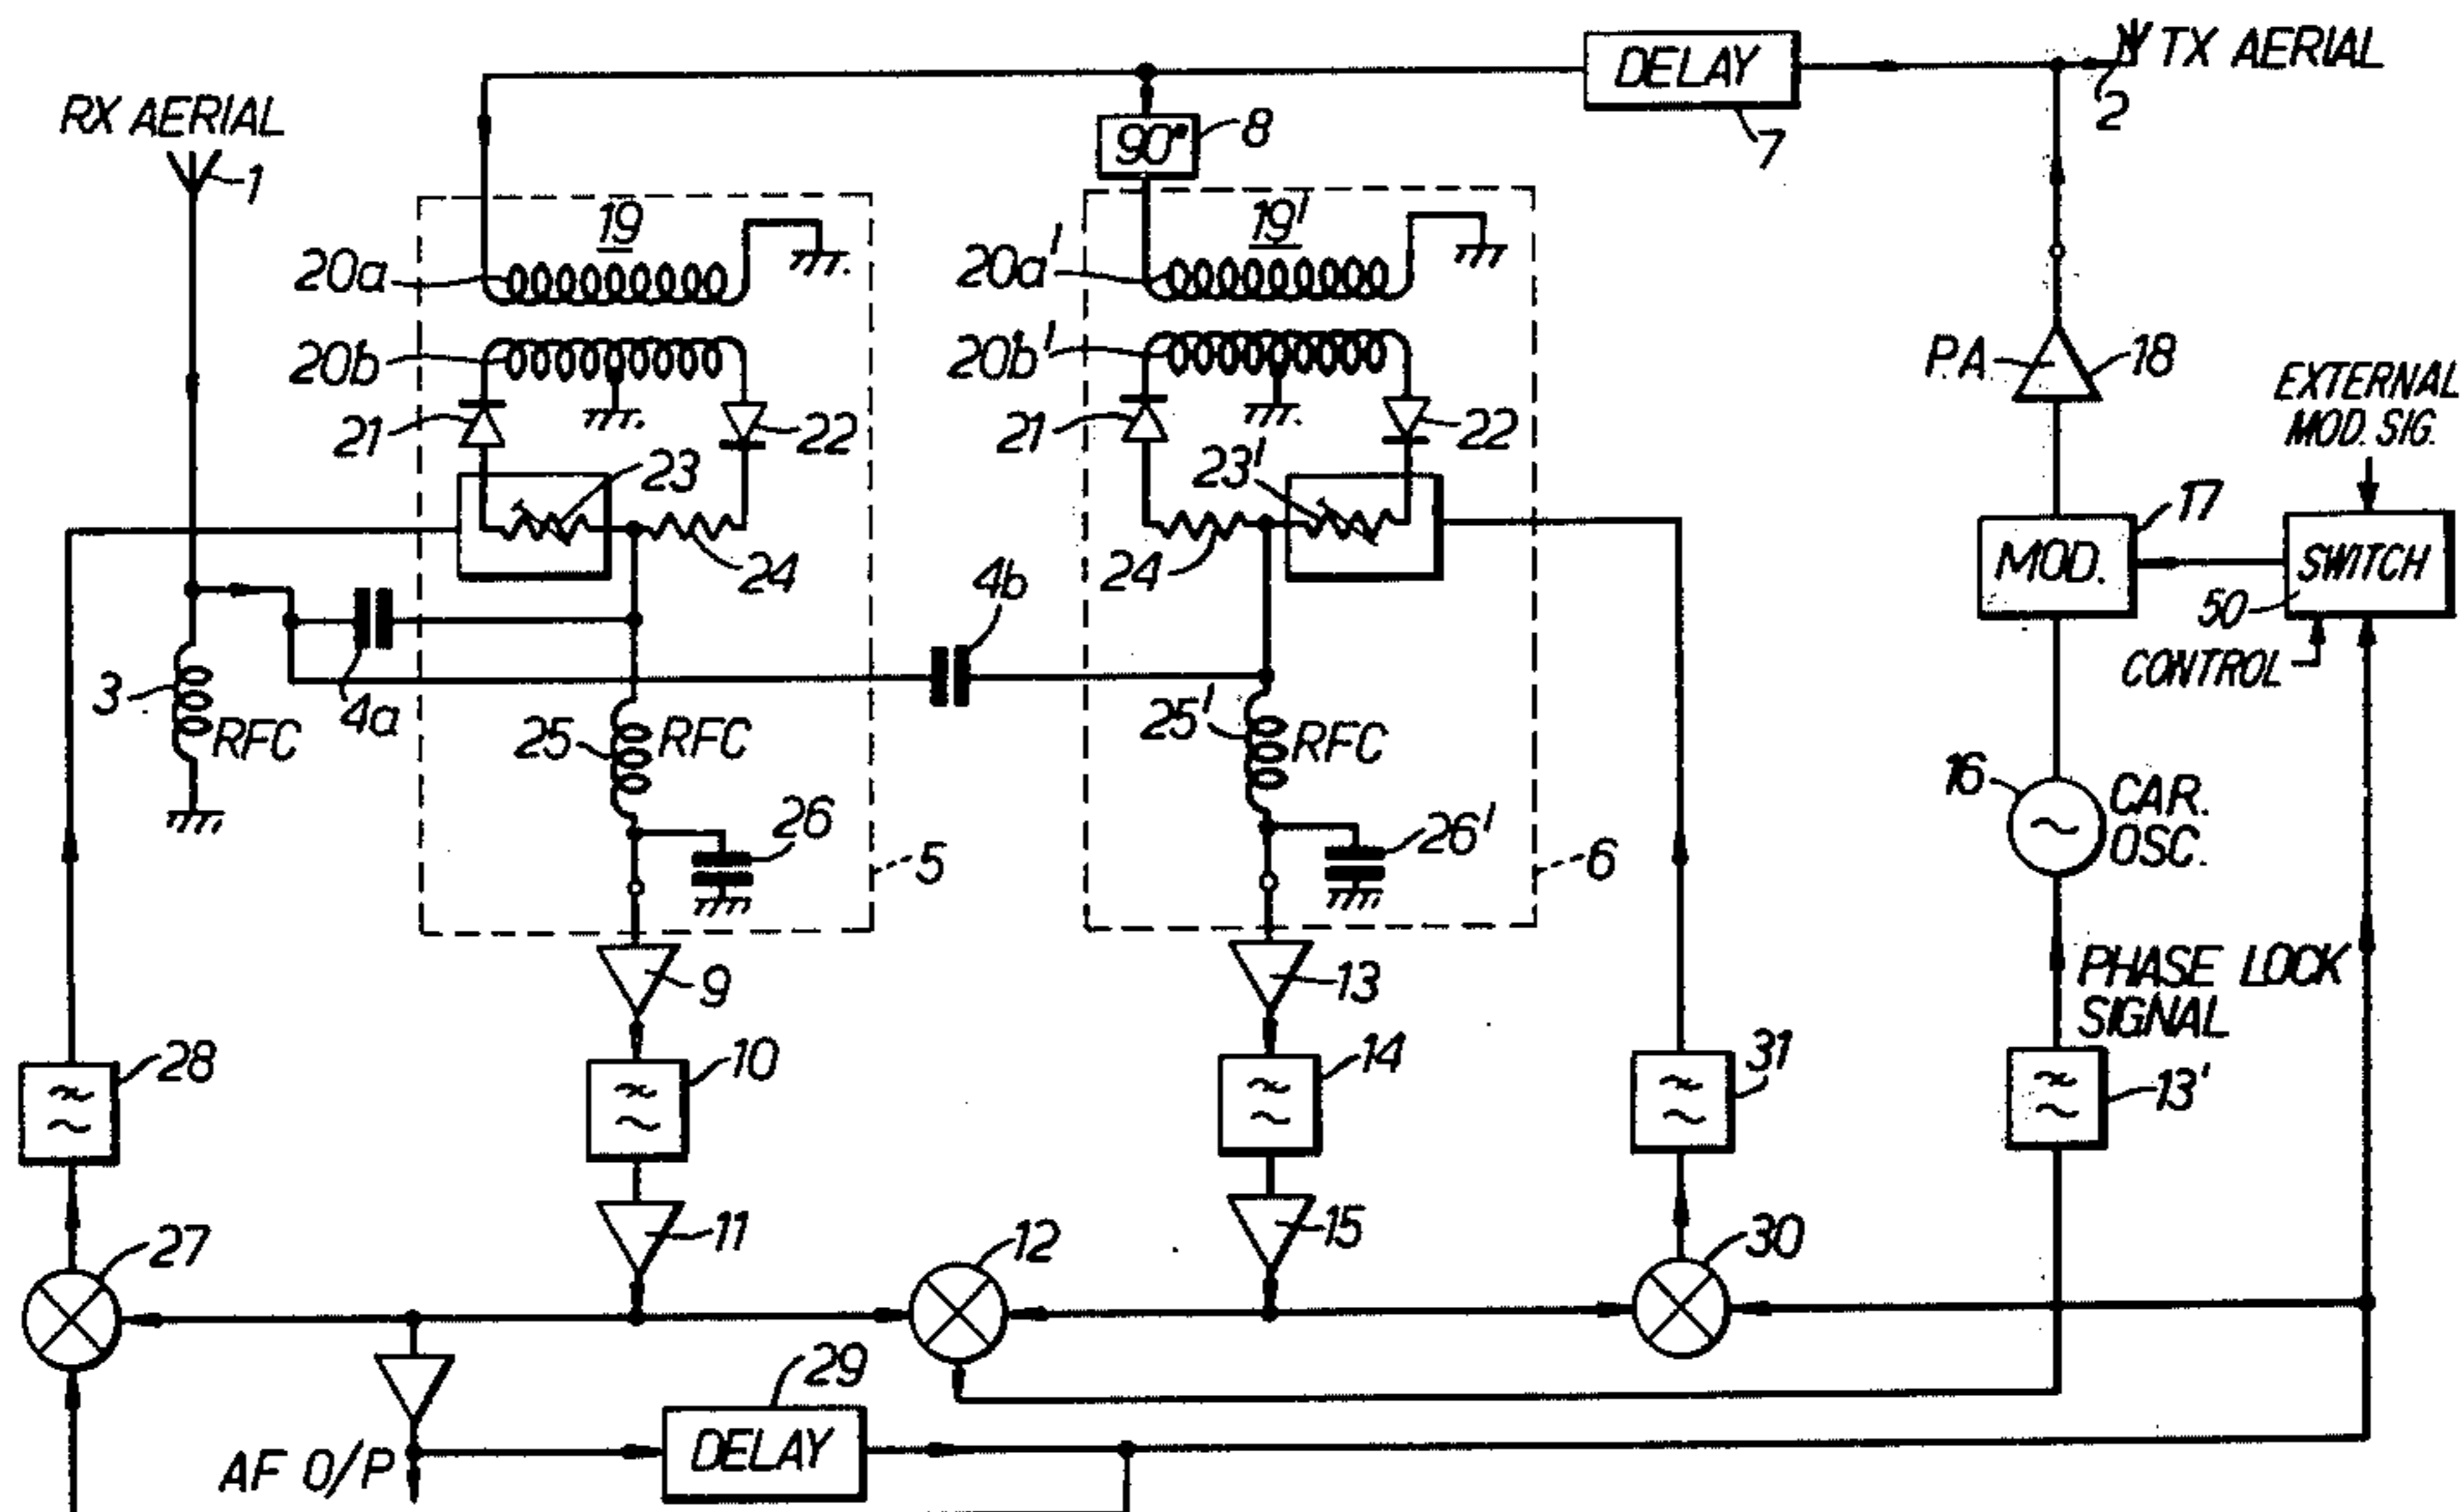 DELAY
TX AERIAL
2
7
RX AERIAL
1
90°
8
19
19'
20a
20a'
20b
20b'
21
22
21
22
23
23'
24
24
P.A.
18
EXTERNAL
MOD. SIG.
17
MOD.
SWITCH
50
CONTROL
4b
3
RFC
4a
25
RFC
25'
RFC
16
CAR.
OSC.
26
5
26'
6
9
13
PHASE LOCK
SIGNAL
28
10
14
31
13'
27
11
12
15
30
29
DELAY
AF O/P